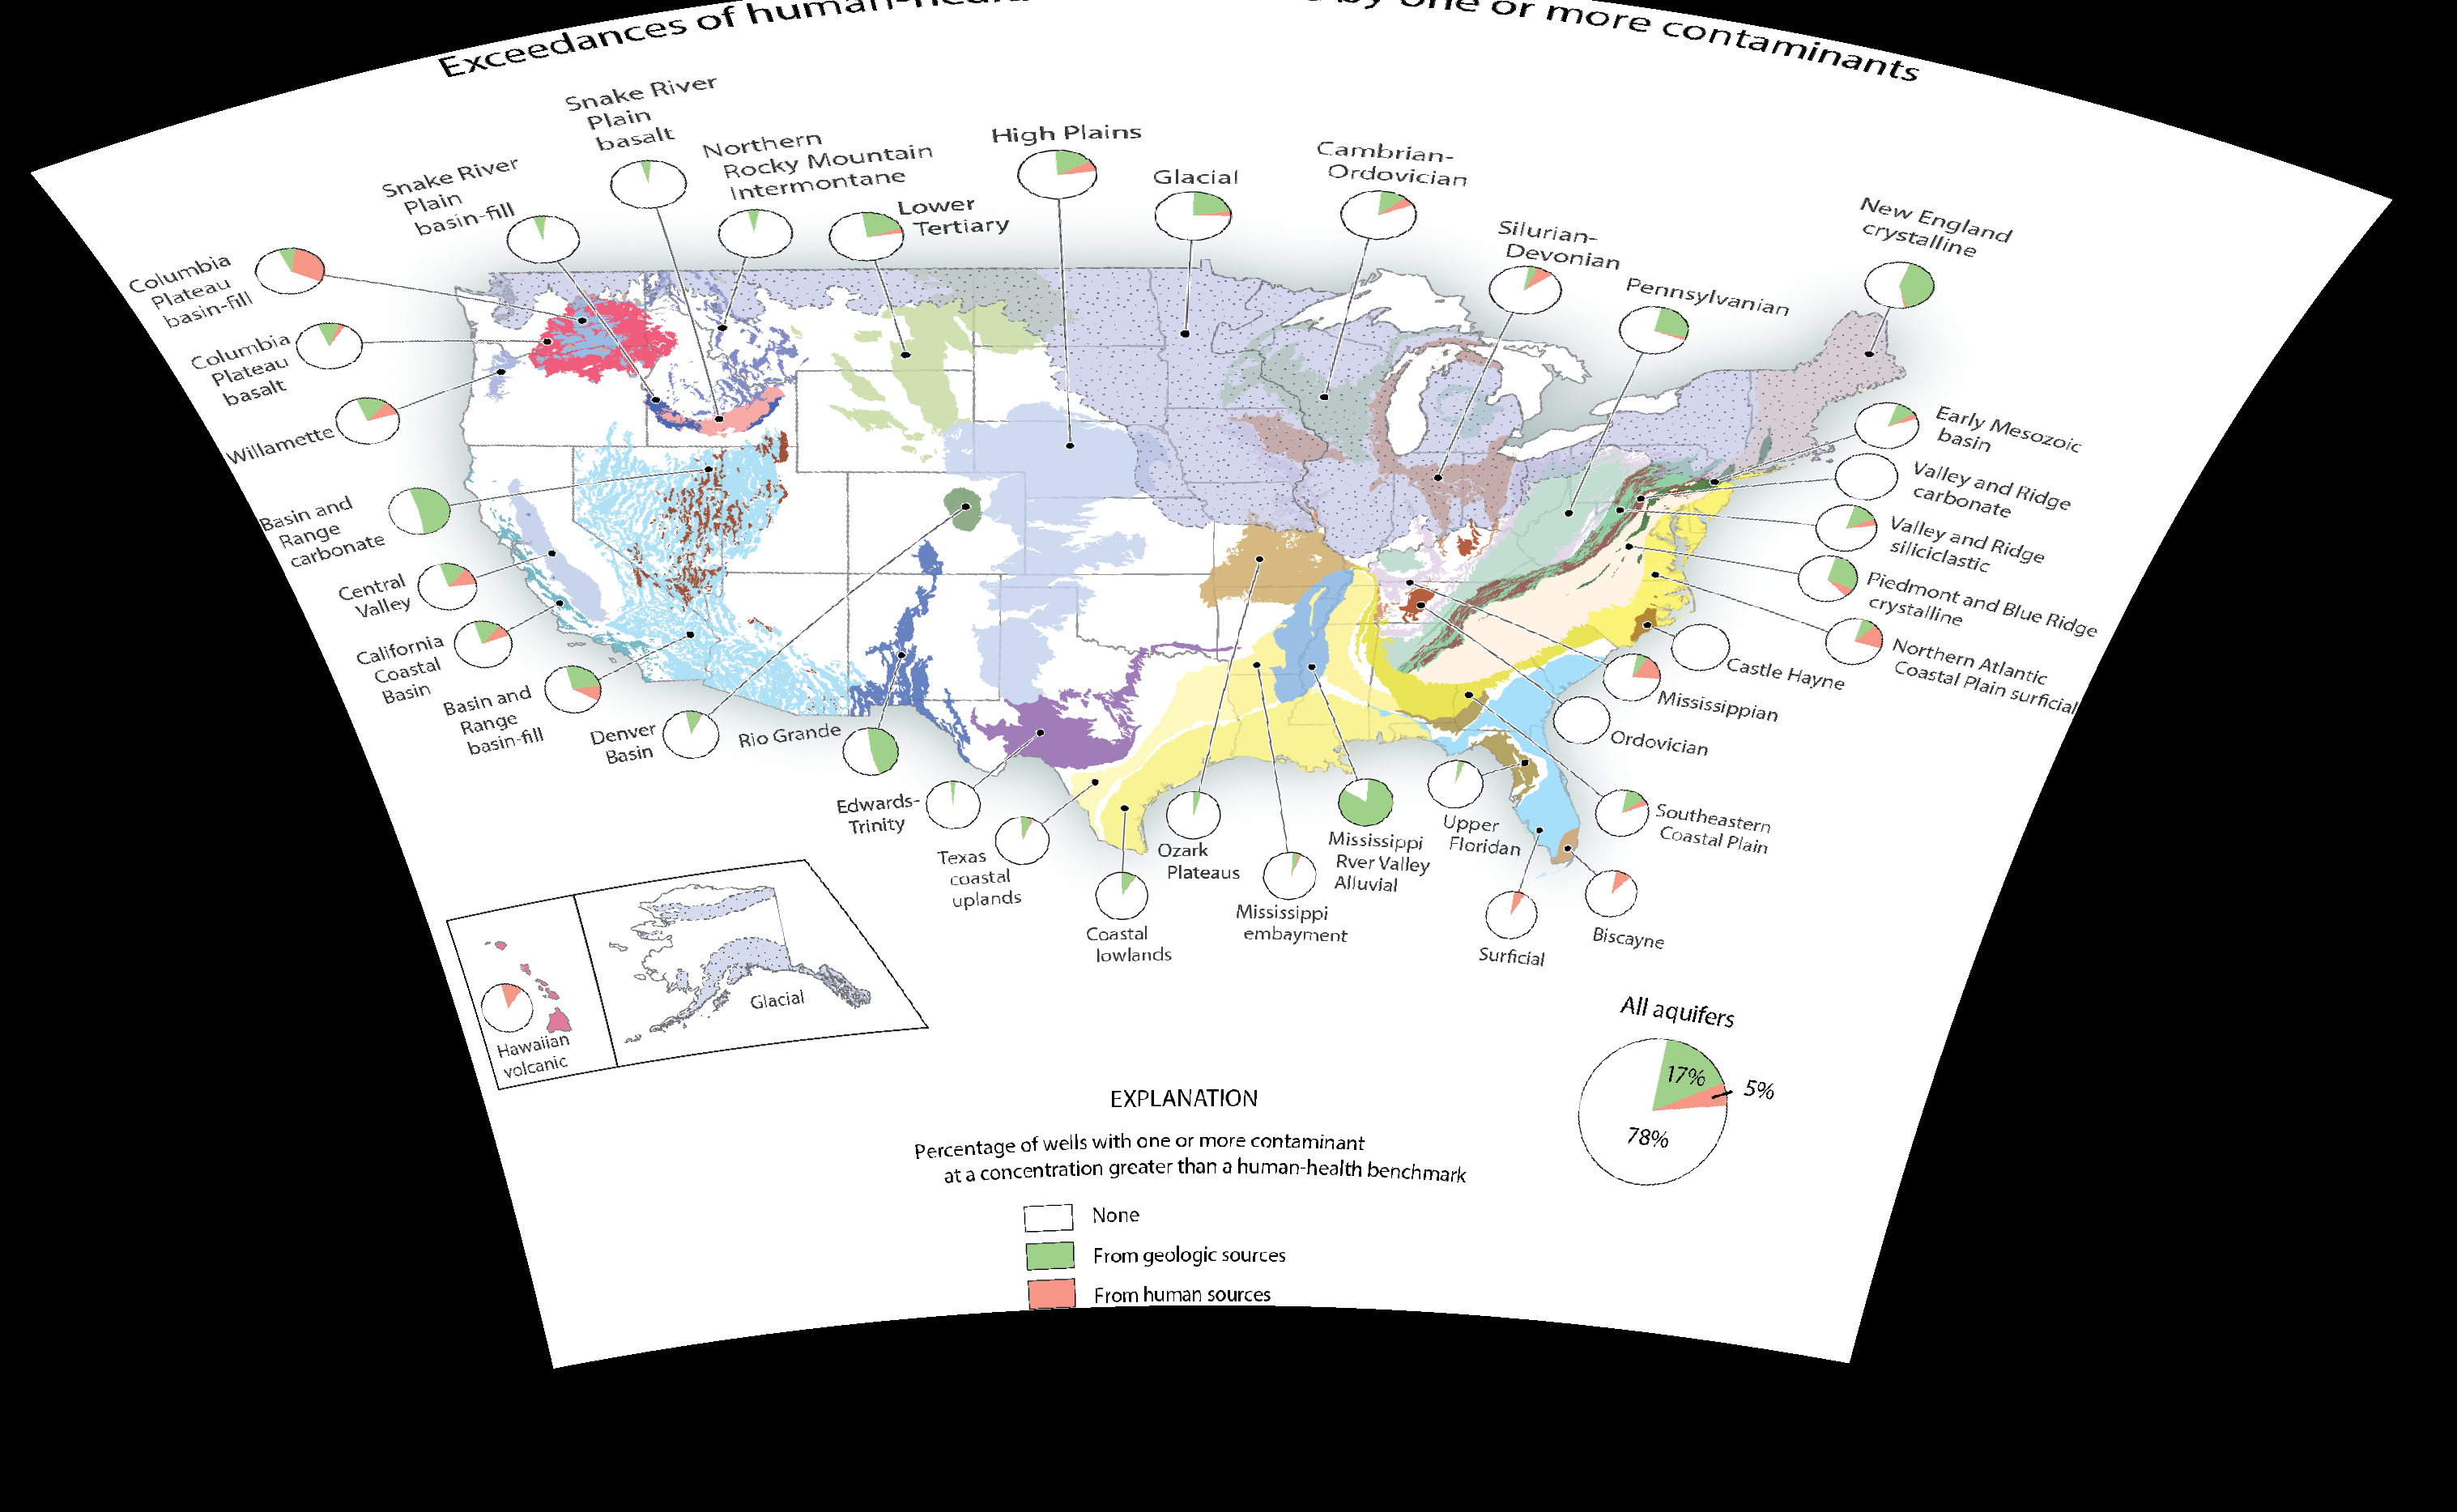 Exceedances of human- by one or more contaminants
Snake River
Plain
basalt
Northern
Rocky Mountain
Intermontane
High Plains
Glacial
Cambrian-
Ordovician
Snake River
Plain
basin-fill
Lower
Tertiary
Silurian-
Devonian
New England
crystalline
Pennsylvanian
Columbia
Plateau
basin-fill
Columbia
Plateau
basalt
Willamette
Early Mesozoic
basin
Valley and Ridge
carbonate
Valley and Ridge
siliciclastic
Piedmont and Blue Ridge
crystalline
Northern Atlantic
Coastal Plain surficial
Castle Hayne
Mississippian
Ordovician
Southeastern
Coastal Plain
Basin and
Range
carbonate
Central
Valley
California
Coastal
Basin
Basin and
Range
basin-fill
Denver
Basin
Rio Grande
Edwards-
Trinity
Texas
coastal
uplands
Coastal
lowlands
Ozark
Plateaus
Mississippi
embayment
Mississippi
Rver Valley
Alluvial
Upper
Floridan
Surficial
Biscayne
Hawaiian
volcanic
Glacial
All aquifers
17%
5%
78%
EXPLANATION
Percentage of wells with one or more contaminant
at a concentration greater than a human-health benchmark
None
From geologic sources
From human sources